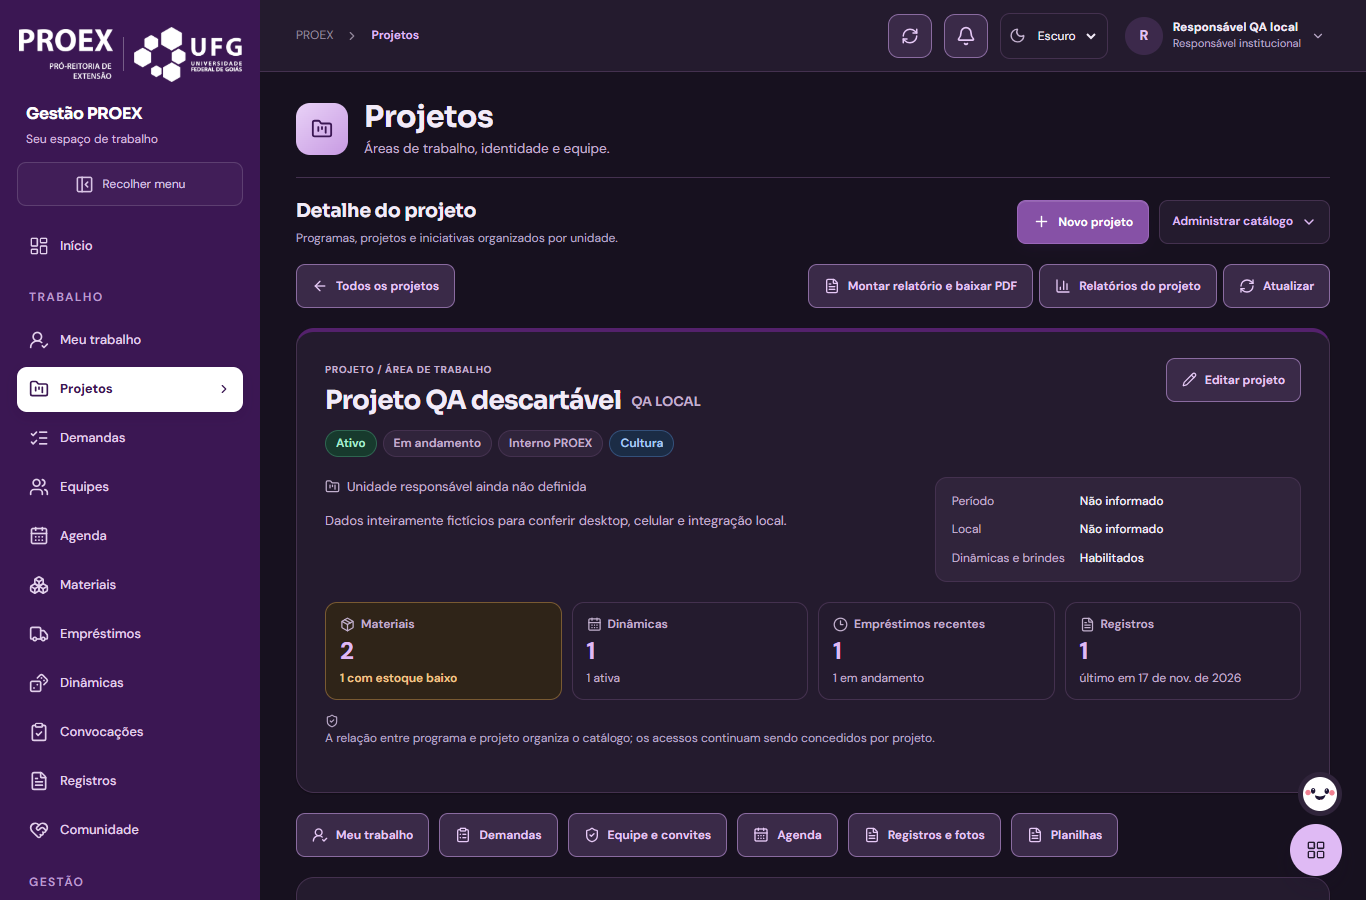 PROEX
PRÓ-REITORIA DE
EXTENSÃO
UFG
UNIVERSIDADE
FEDERAL DE GOIÁS
Gestão PROEX
Seu espaço de trabalho
Recolher menu
Início
TRABALHO
Meu trabalho
Projetos
Demandas
Equipes
Agenda
Materiais
Empréstimos
Dinâmicas
Convocações
Registros
Comunidade
GESTÃO
PROEX > Projetos
Escuro
R
Responsável QA local
Responsável institucional
Projetos
Áreas de trabalho, identidade e equipe.
Detalhe do projeto
Programas, projetos e iniciativas organizados por unidade.
Novo projeto
Administrar catálogo
Todos os projetos
Montar relatório e baixar PDF
Relatórios do projeto
Atualizar
PROJETO / ÁREA DE TRABALHO
Projeto QA descartável QA LOCAL
Editar projeto
Ativo
Em andamento
Interno PROEX
Cultura
Unidade responsável ainda não definida
Dados inteiramente fictícios para conferir desktop, celular e integração local.
Período Não informado
Local Não informado
Dinâmicas e brindes Habilitados
Materiais
2
1 com estoque baixo
Dinâmicas
1
1 ativa
Empréstimos recentes
1
1 em andamento
Registros
1
último em 17 de nov. de 2026
A relação entre programa e projeto organiza o catálogo; os acessos continuam sendo concedidos por projeto.
Meu trabalho
Demandas
Equipe e convites
Agenda
Registros e fotos
Planilhas